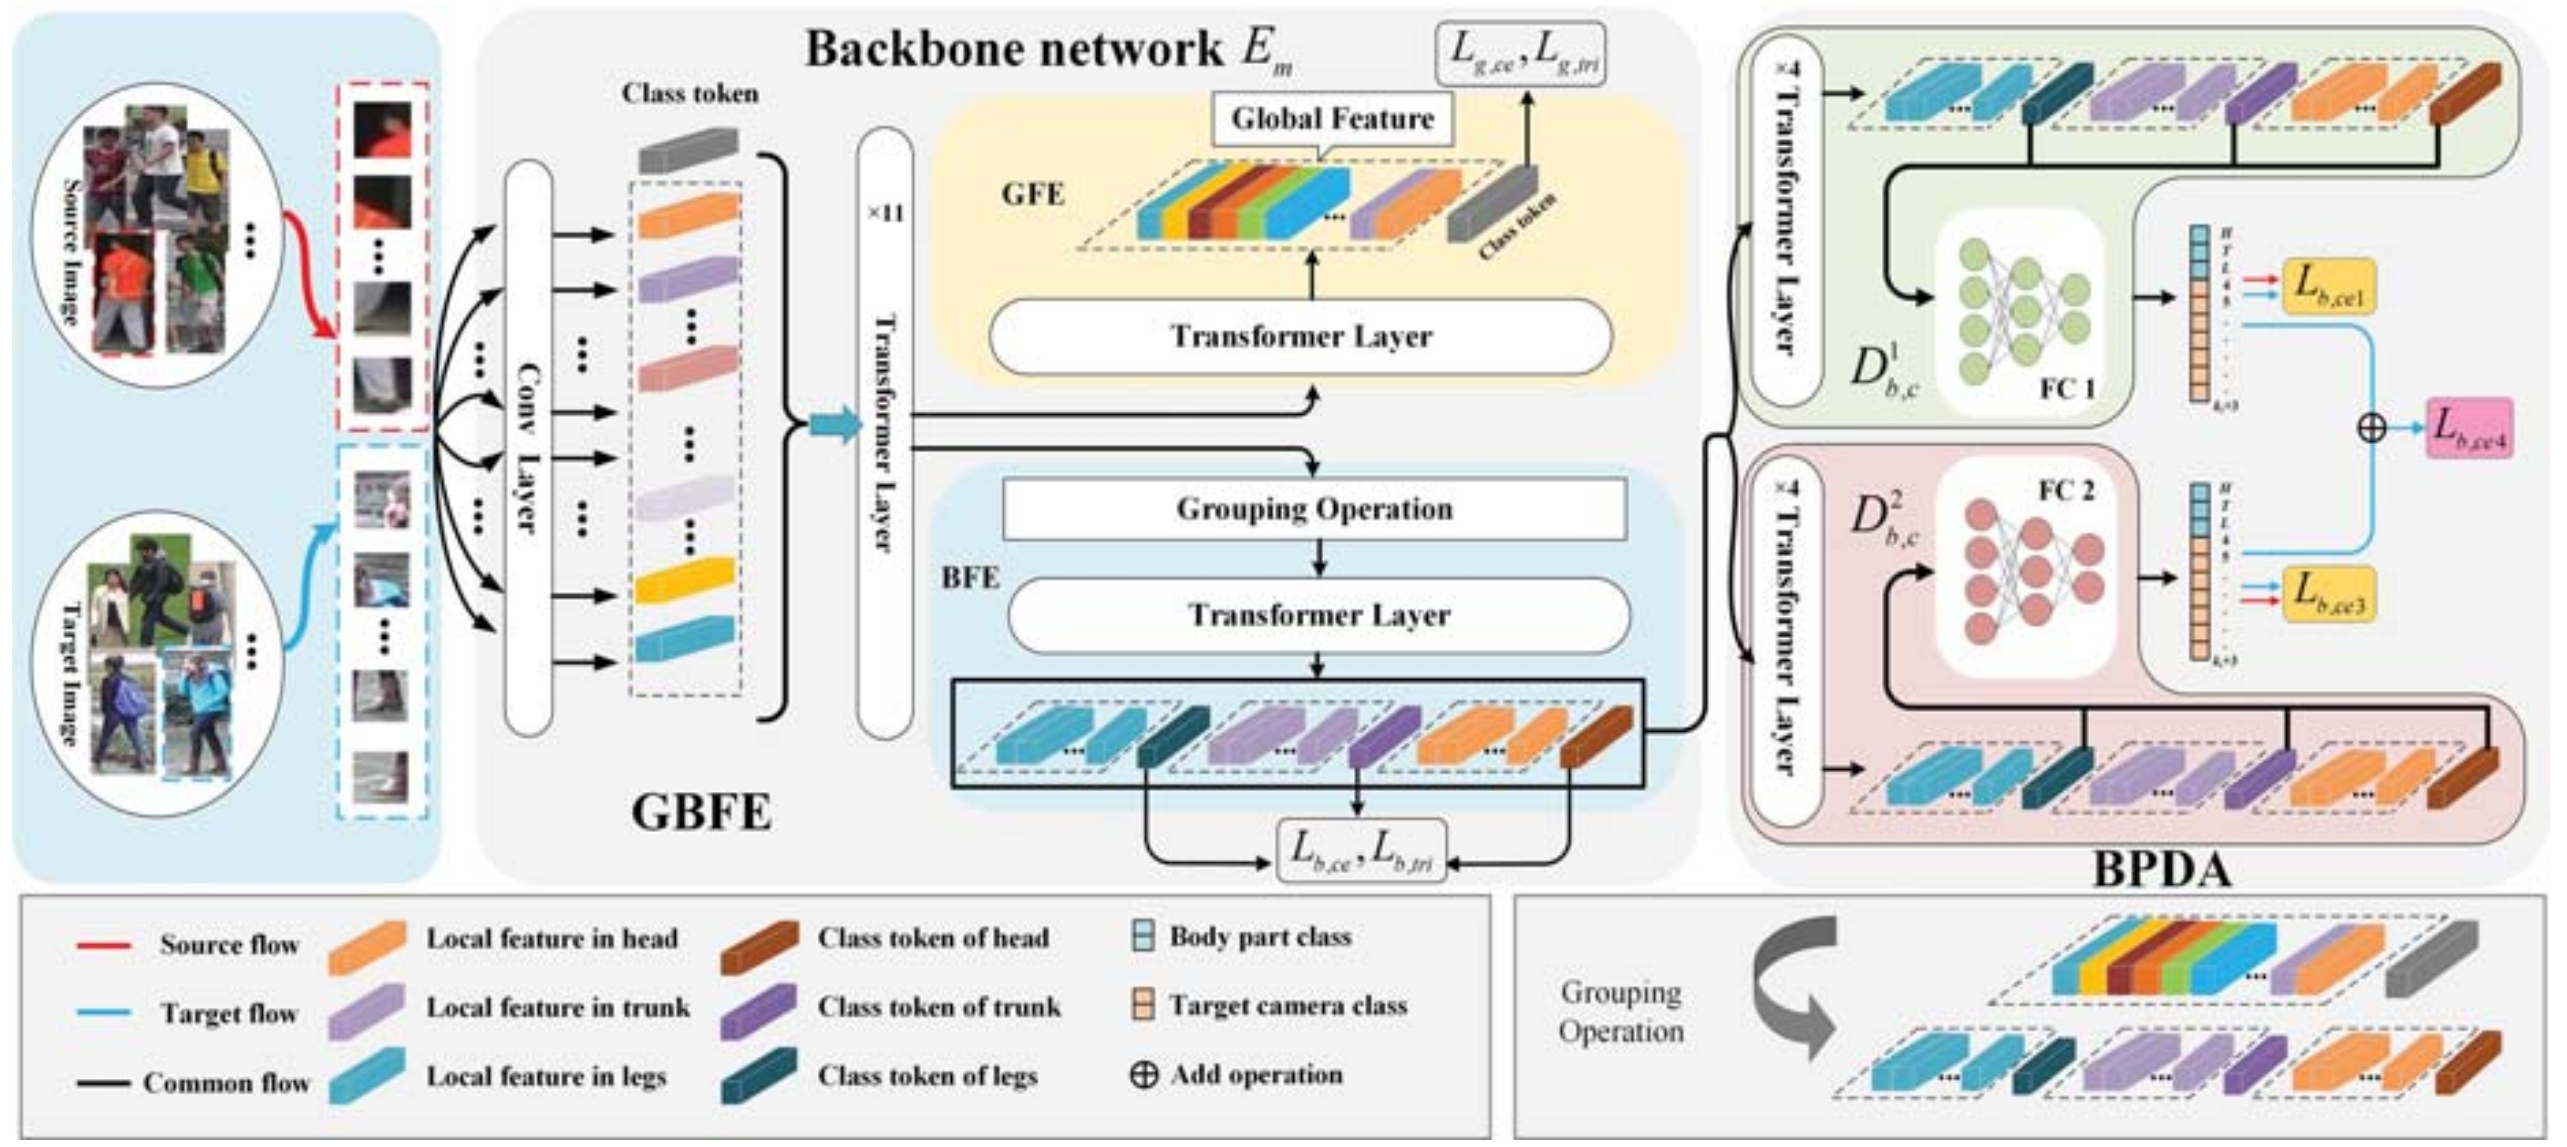 Backbone network E_m
L_{g,ce}, L_{g,tri}
Source Image
Target Image
Class token
Conv Layer
×11
Transformer Layer
GFE
Global Feature
Class token
Transformer Layer
Grouping Operation
BFE
Transformer Layer
L_{b,ce}, L_{b,tri}
GBFE
×4
Transformer Layer
D^1_{b,c}
FC 1
H
T
L
4
5
L_{b,ce1}
L_{b,ce4}
×4
Transformer Layer
D^2_{b,c}
FC 2
H
T
L
4
5
L_{b,ce3}
BPDA
Source flow
Local feature in head
Class token of head
Body part class
Target flow
Local feature in trunk
Class token of trunk
Target camera class
Common flow
Local feature in legs
Class token of legs
Add operation
Grouping
Operation